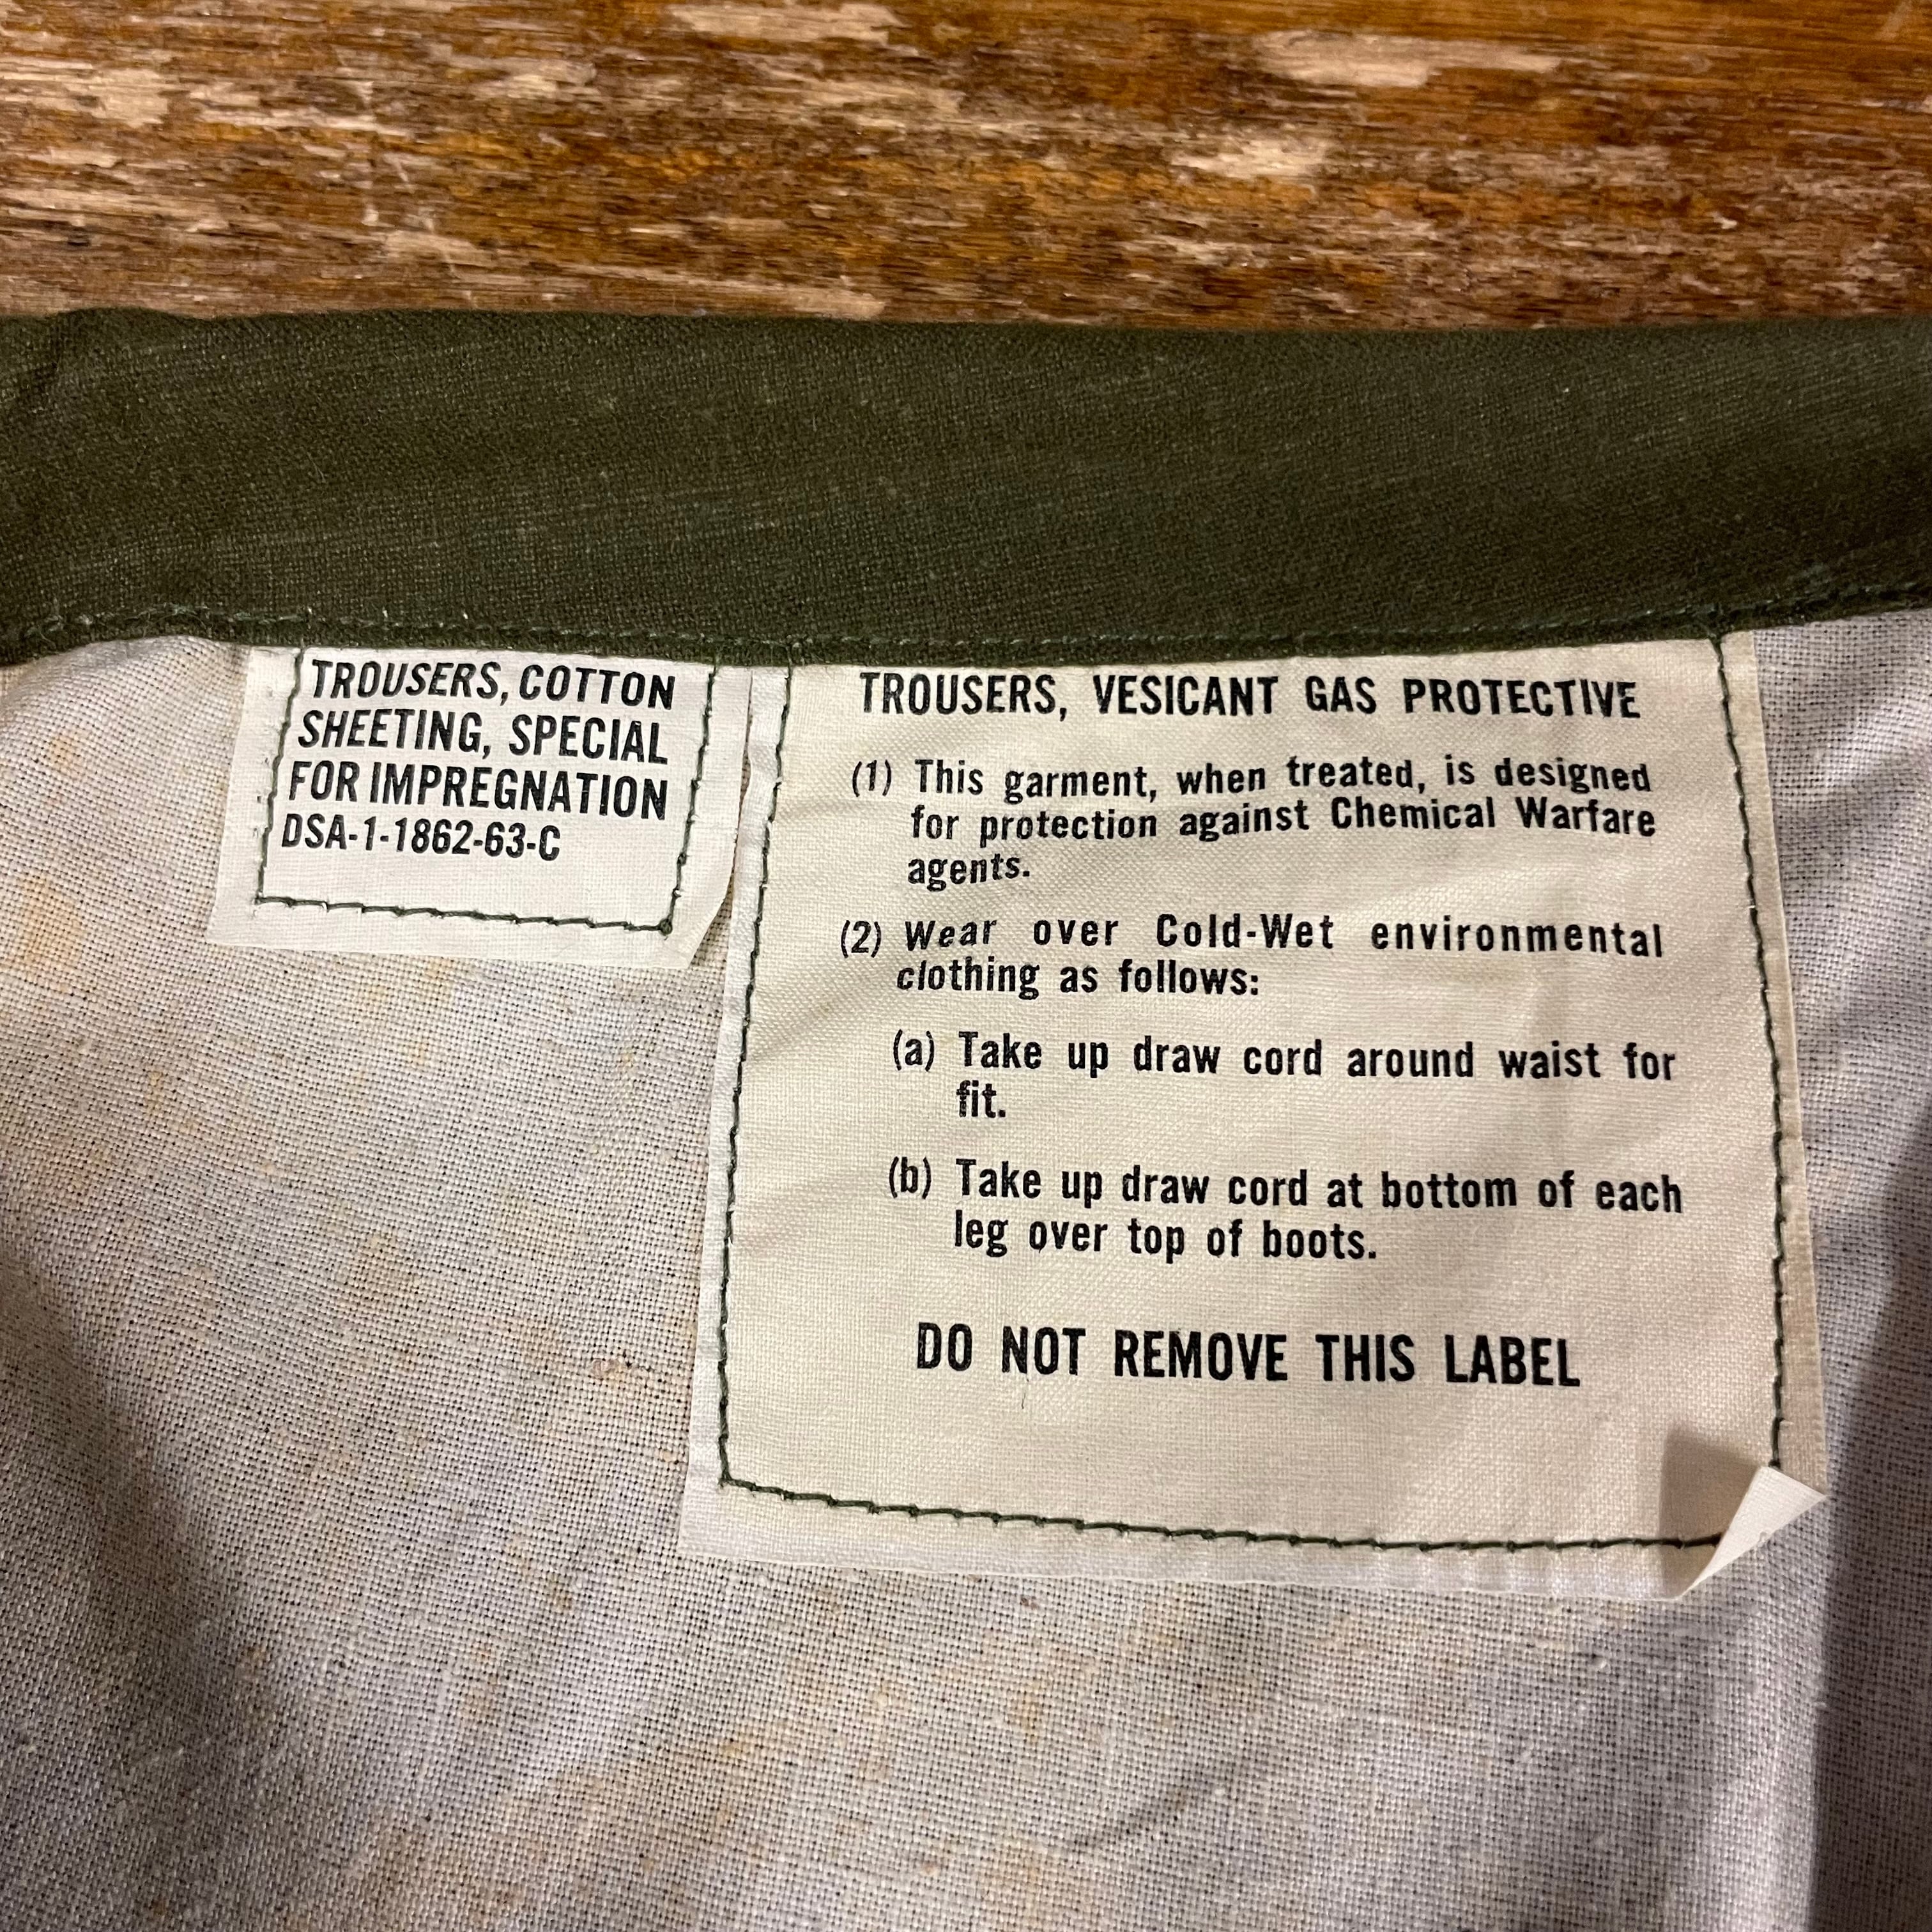 TROUSERS, COTTON
SHEETING, SPECIAL
FOR IMPREGNATION
DSA-1-1862-63-C
TROUSERS, VESICANT GAS PROTECTIVE
(1) This garment, when treated, is designed
for protection against Chemical Warfare
agents.
(2) Wear over Cold-Wet environmental
clothing as follows:
(a) Take up draw cord around waist for
fit.
(b) Take up draw cord at bottom of each
leg over top of boots.
DO NOT REMOVE THIS LABEL